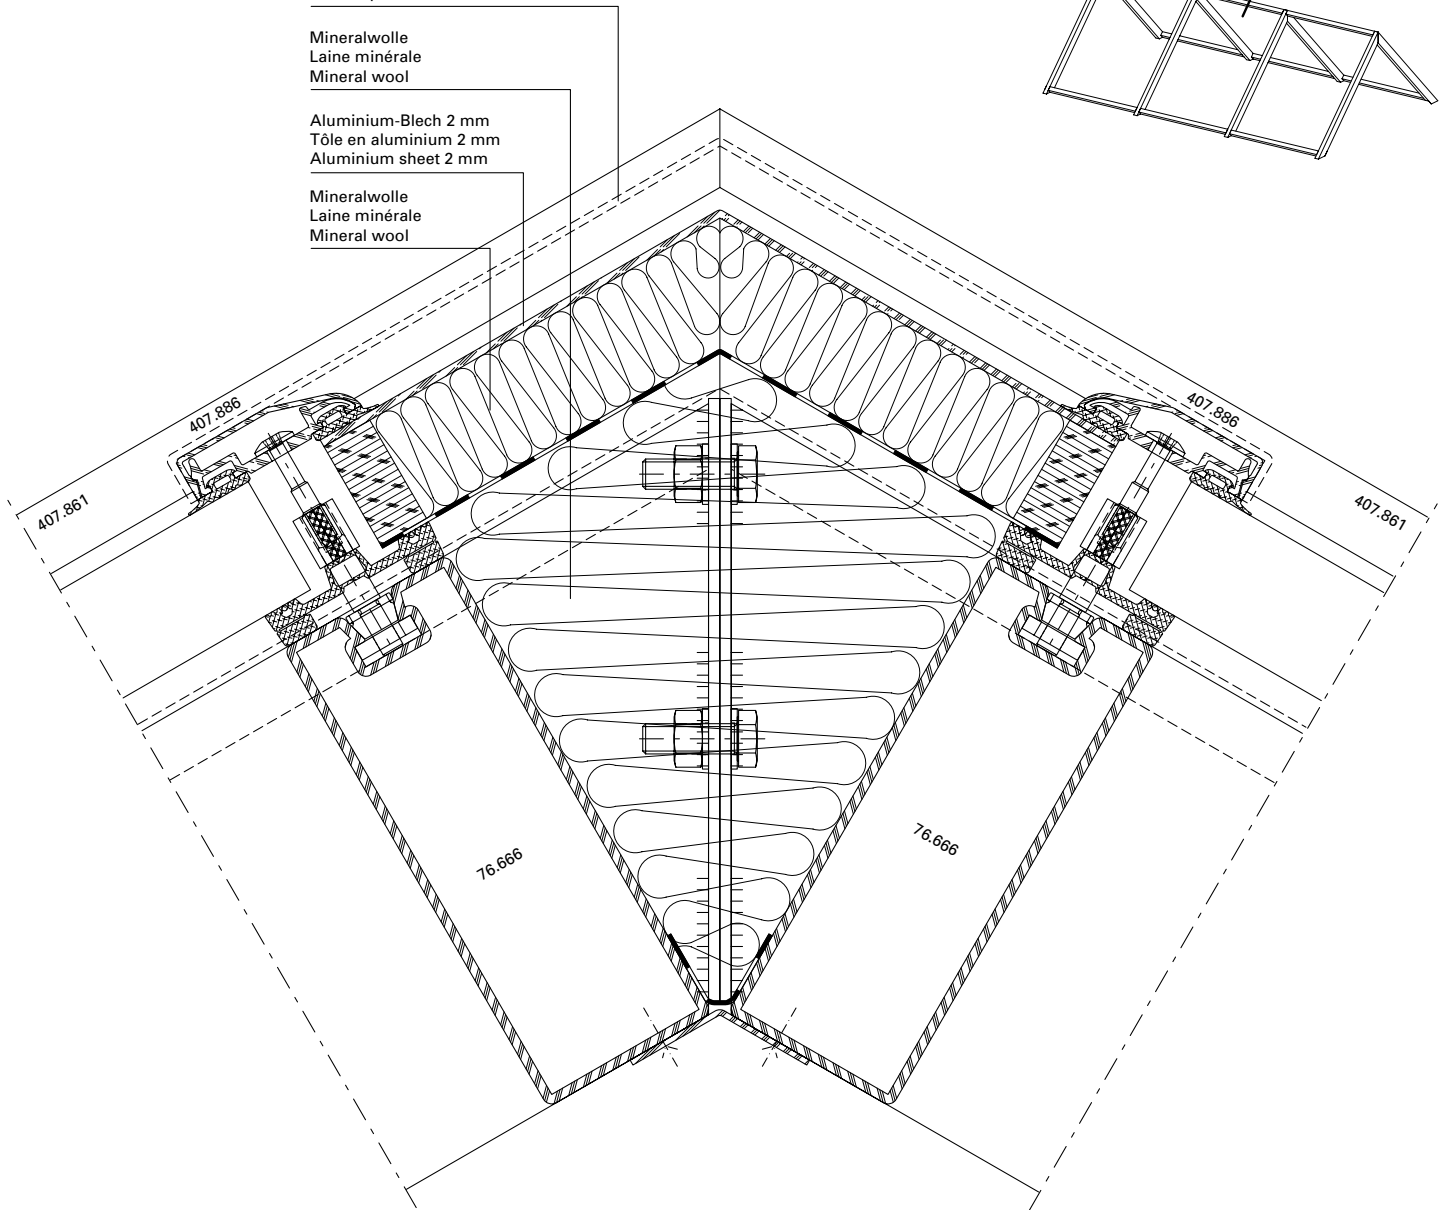 Mineralwolle
Laine minérale
Mineral wool
Aluminium-Blech 2 mm
Tôle en aluminium 2 mm
Aluminium sheet 2 mm
Mineralwolle
Laine minérale
Mineral wool
407.886
407.886
407.861
407.861
76.666
76.666